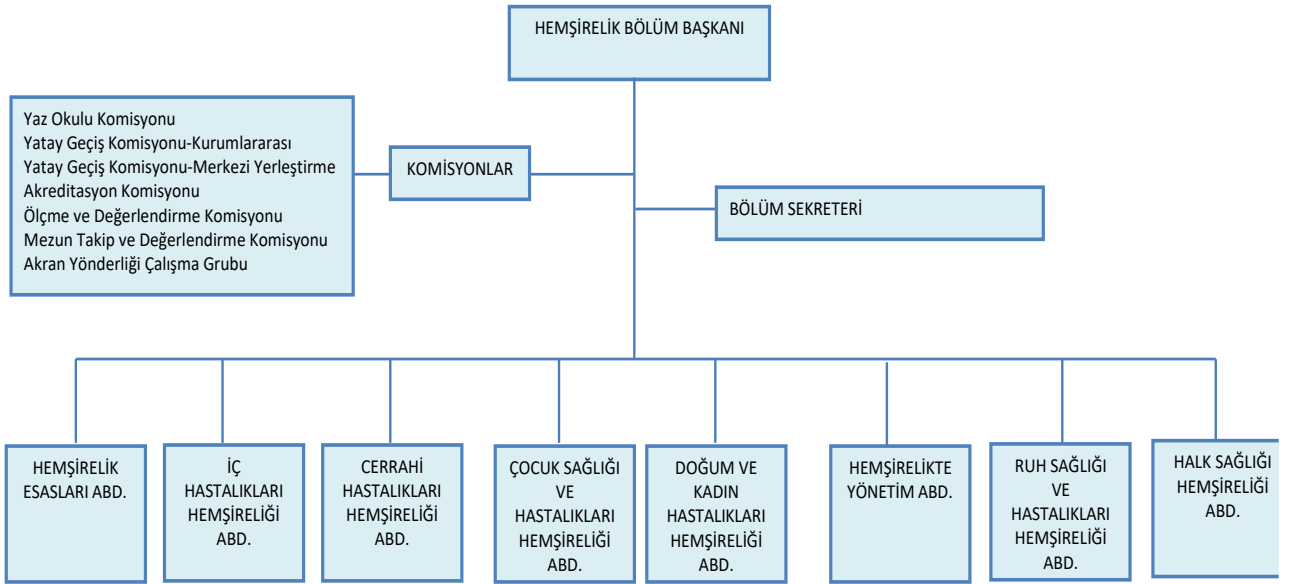 HEMŞİRELİK BÖLÜM BAŞKANI
Yaz Okulu Komisyonu
Yatay Geçiş Komisyonu-Kurumlararası
Yatay Geçiş Komisyonu-Merkezi Yerleştirme
Akreditasyon Komisyonu
Ölçme ve Değerlendirme Komisyonu
Mezun Takip ve Değerlendirme Komisyonu
Akran Yönderliği Çalışma Grubu
KOMİSYONLAR
BÖLÜM SEKRETERİ
HEMŞİRELİK
ESASLARI ABD.
İÇ
HASTALIKLARI
HEMŞİRELİĞİ
ABD.
CERRAHİ
HASTALIKLARI
HEMŞİRELİĞİ
ABD.
ÇOCUK SAĞLIĞI
VE
HASTALIKLARI
HEMŞİRELİĞİ
ABD.
DOĞUM VE
KADIN
HASTALIKLARI
HEMŞİRELİĞİ
ABD.
HEMŞİRELİKTE
YÖNETİM ABD.
RUH SAĞLIĞI
VE
HASTALIKLARI
HEMŞİRELİĞİ
ABD.
HALK SAĞLIĞI
HEMŞİRELİĞİ
ABD.